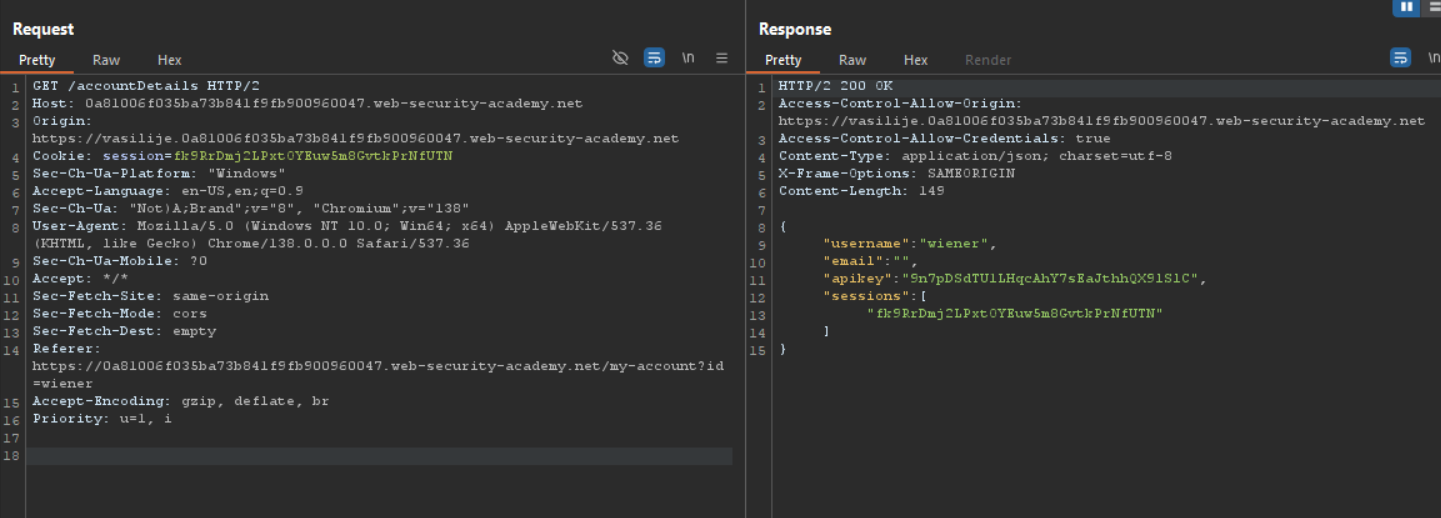 Request
Pretty Raw Hex
\n
1 GET /accountDetails HTTP/2
2 Host: 0a81006f035ba73b841f9fb900960047.web-security-academy.net
3 Origin:
https://vasilije.0a81006f035ba73b841f9fb900960047.web-security-academy.net
4 Cookie: session=fk9RrDmj2LPxt0YEuw5m8GvtkPrNfUTN
5 Sec-Ch-Ua-Platform: "Windows"
6 Accept-Language: en-US,en;q=0.9
7 Sec-Ch-Ua: "Not)A;Brand";v="8", "Chromium";v="138"
8 User-Agent: Mozilla/5.0 (Windows NT 10.0; Win64; x64) AppleWebKit/537.36
(KHTML, like Gecko) Chrome/138.0.0.0 Safari/537.36
9 Sec-Ch-Ua-Mobile: ?0
10 Accept: */*
11 Sec-Fetch-Site: same-origin
12 Sec-Fetch-Mode: cors
13 Sec-Fetch-Dest: empty
14 Referer:
https://0a81006f035ba73b841f9fb900960047.web-security-academy.net/my-account?id
=wiener
15 Accept-Encoding: gzip, deflate, br
16 Priority: u=1, i
17
18
Response
Pretty Raw Hex Render
\n
1 HTTP/2 200 OK
2 Access-Control-Allow-Origin:
https://vasilije.0a81006f035ba73b841f9fb900960047.web-security-academy.net
3 Access-Control-Allow-Credentials: true
4 Content-Type: application/json; charset=utf-8
5 X-Frame-Options: SAMEORIGIN
6 Content-Length: 149
7
8 {
9 "username":"wiener",
10 "email":"",
11 "apikey":"9n7pDSdTU1LHqcAhY7sEaJthhQX9lS1C",
12 "sessions":[
13 "fk9RrDmj2LPxt0YEuw5m8GvtkPrNfUTN"
14 ]
15 }